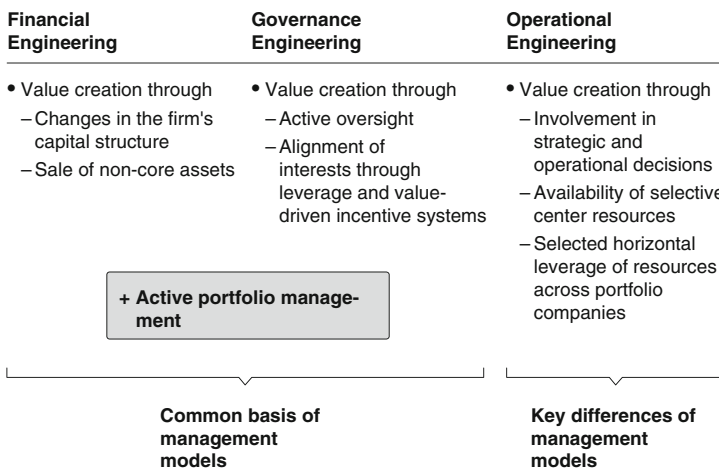 Financial
Engineering
Governance
Engineering
Operational
Engineering
• Value creation through
– Changes in the firm's
capital structure
– Sale of non-core assets
• Value creation through
– Active oversight
– Alignment of
interests through
leverage and value-
driven incentive systems
• Value creation through
– Involvement in
strategic and
operational decisions
– Availability of selective
center resources
– Selected horizontal
leverage of resources
across portfolio
companies
+ Active portfolio manage-
ment
Common basis of
management
models
Key differences of
management
models